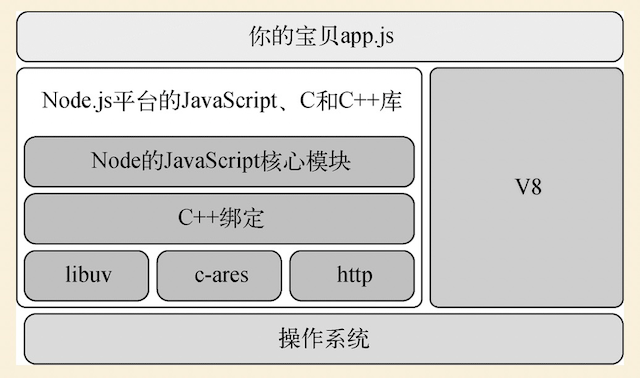 你的宝贝app.js
Node.js平台的JavaScript、C和C++库
Node的JavaScript核心模块
C++绑定
libuv
c-ares
http
V8
操作系统